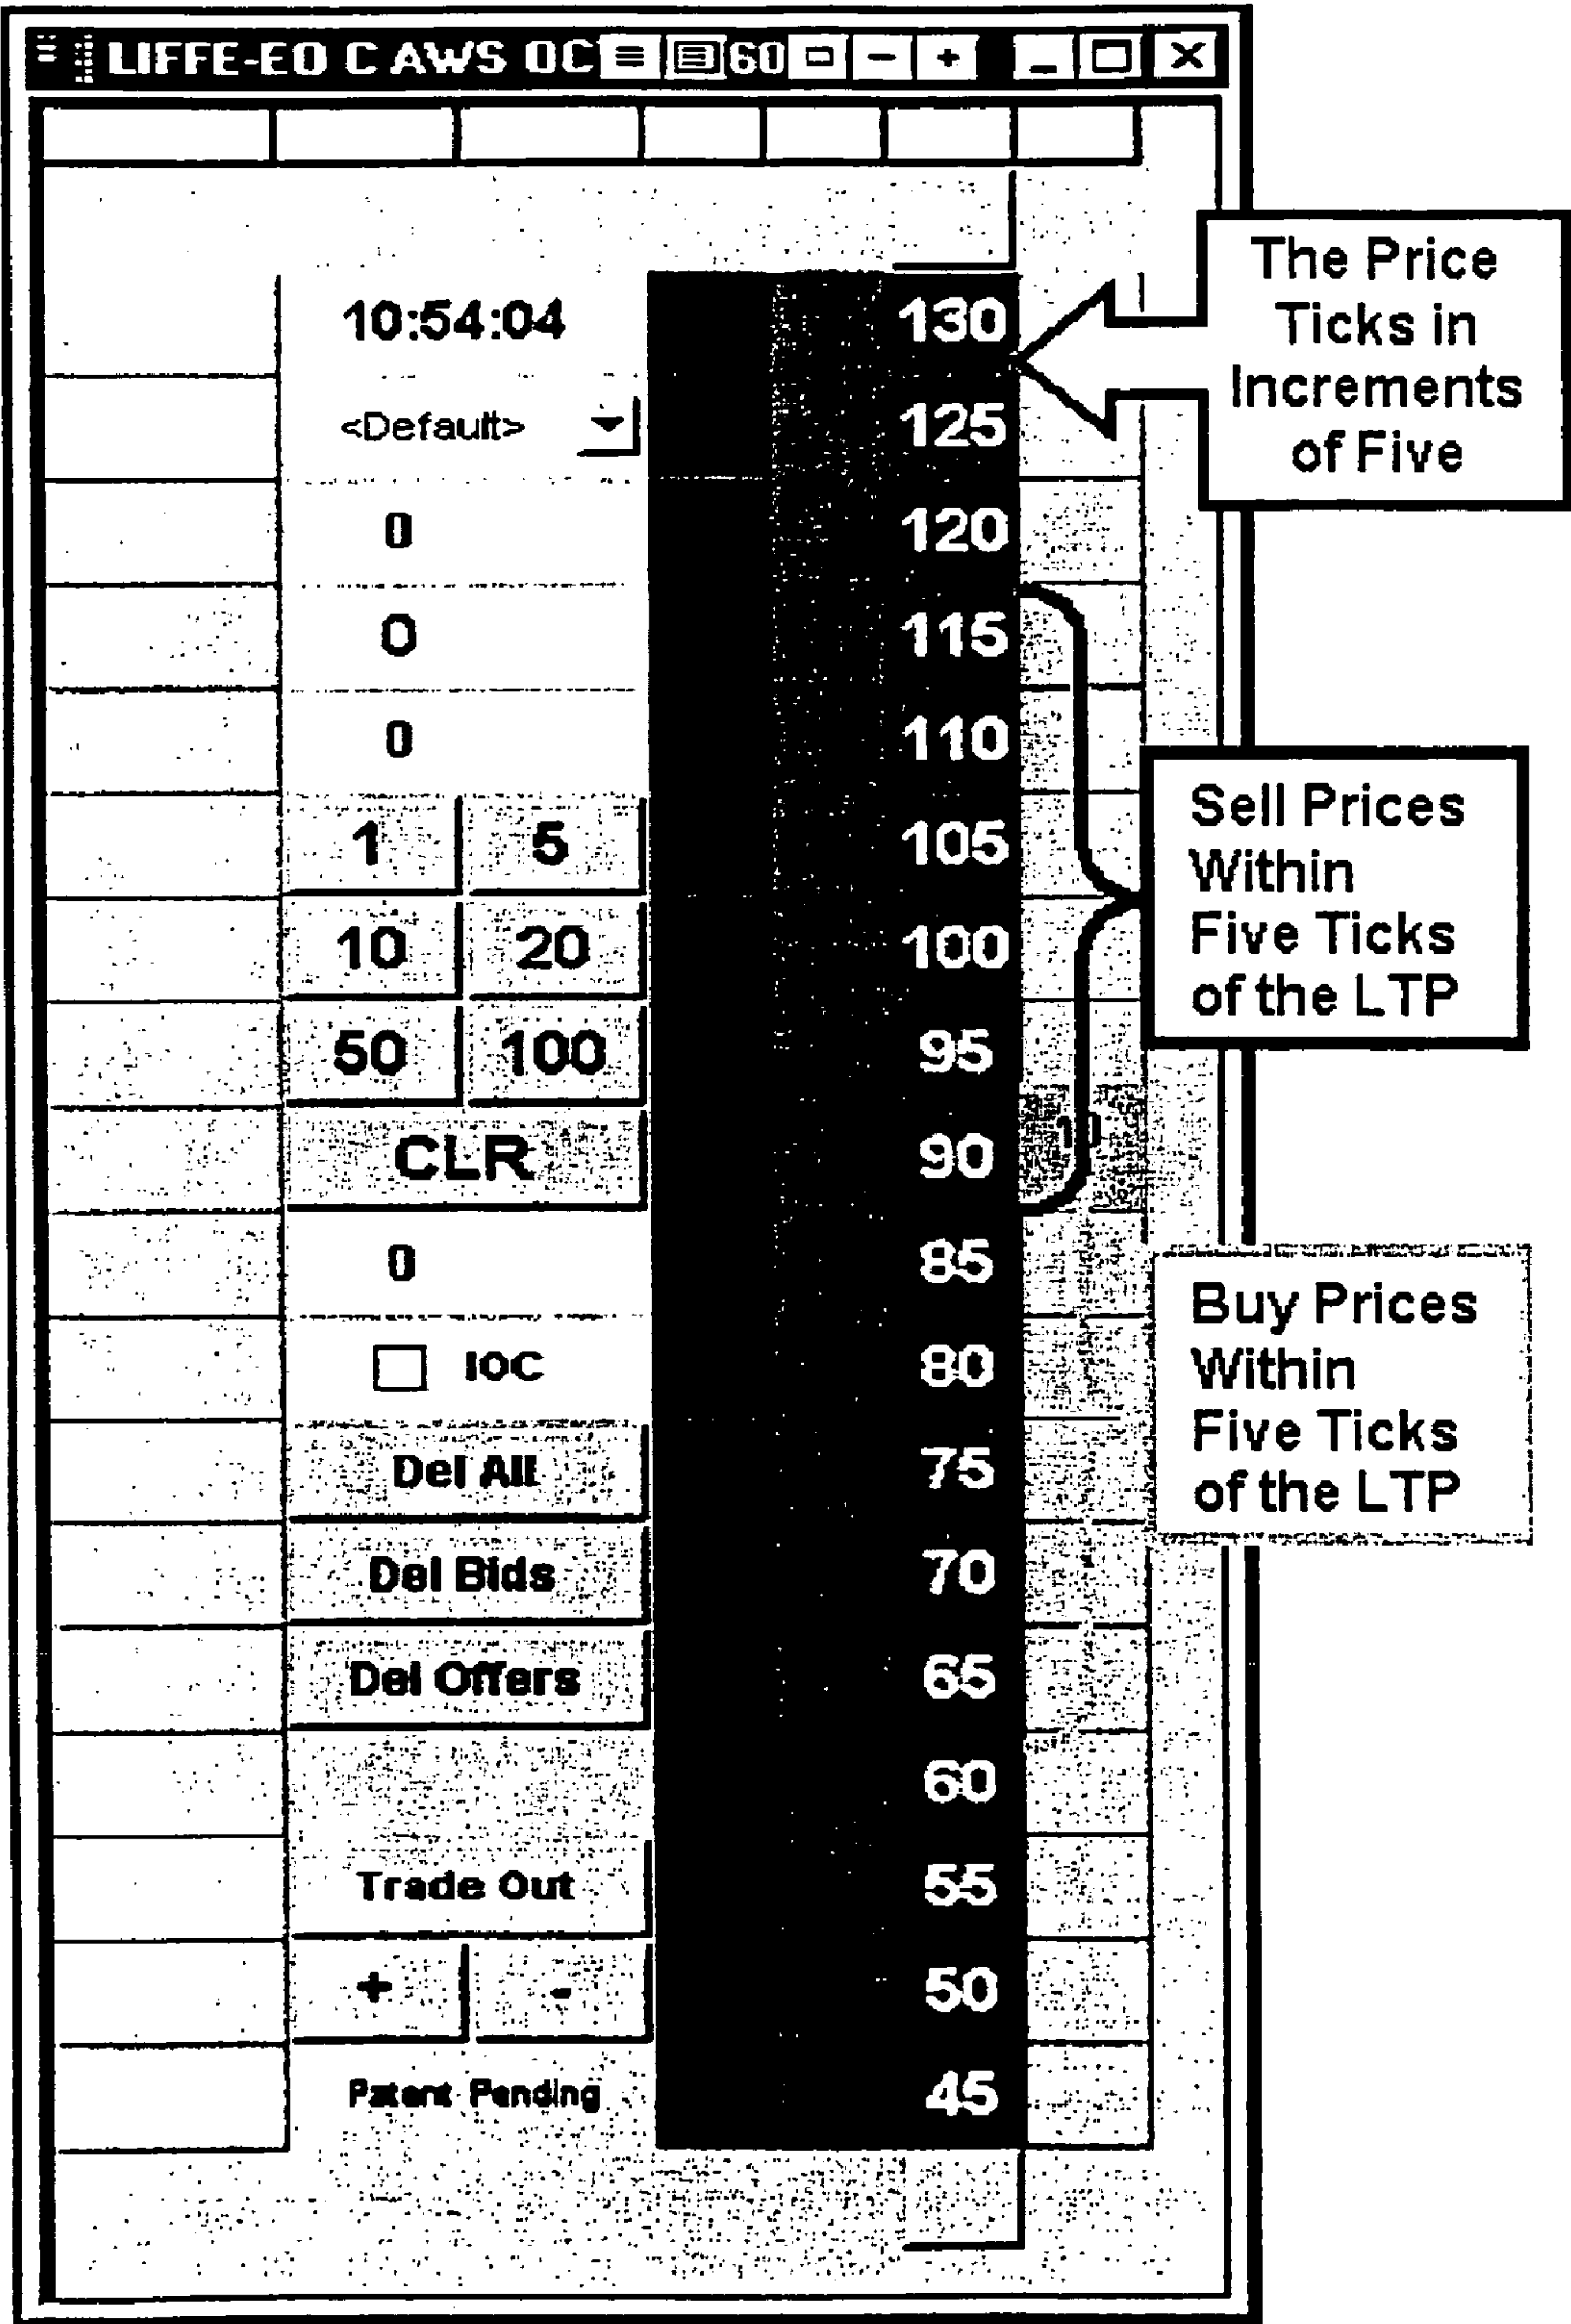 LIFFE-EO C AWS OC 60
10:54:04
130
The Price
Ticks in
Increments
of Five
<Default>
125
0
120
0
115
0
110
1 5
105
Sell Prices
Within
Five Ticks
of the LTP
10 20
100
50 100
95
CLR
90
10
0
85
Buy Prices
Within
Five Ticks
of the LTP
IOC
80
Del All
75
Del Bids
70
Del Offers
65
60
Trade Out
55
+ -
50
Patent Pending
45